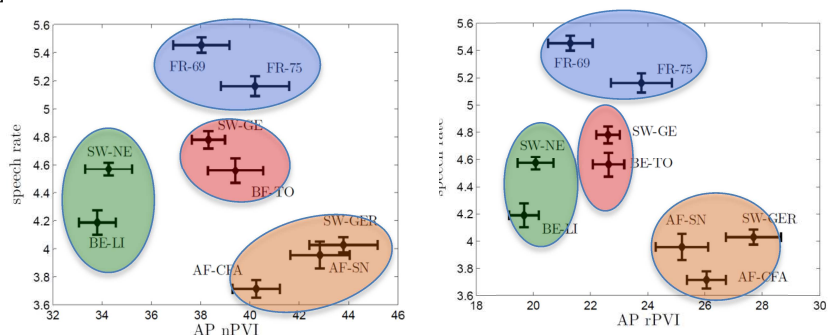 5.6
5.4
5.2
5
4.8
4.6
4.4
4.2
4
3.8
3.6
speech rate
FR-69
FR-75
SW-GE
BE-TO
SW-NE
BE-LI
SW-GER
AF-SN
AF-CFA
32 34 36 38 40 42 44 46
AP nPVI
5.6
5.4
5.2
5
4.8
4.6
4.4
4.2
4
3.8
3.6
speech rate
FR-69
FR-75
SW-GE
BE-TO
SW-NE
BE-LI
AF-SN
SW-GER
AF-CFA
18 20 22 24 26 28 30
AP rPVI